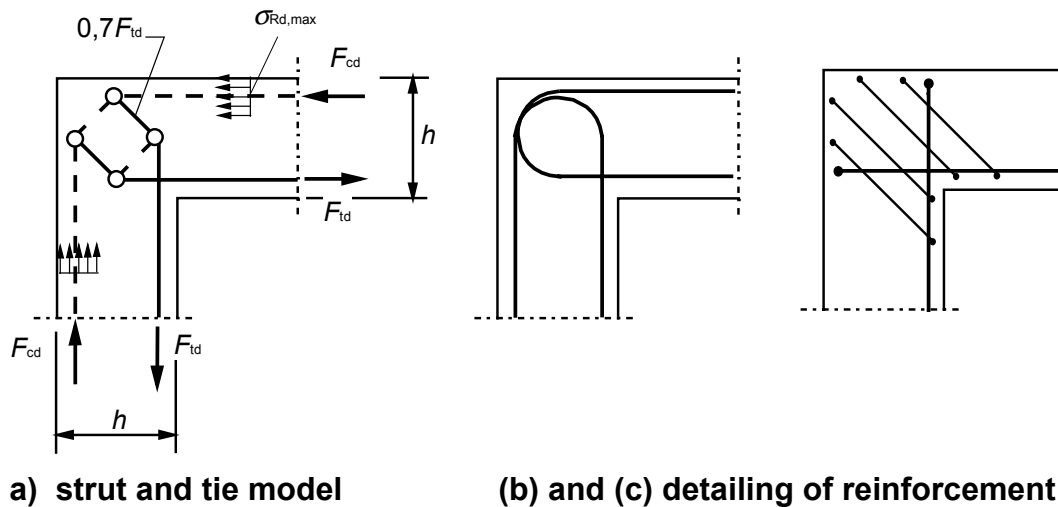 0,7Ftd
σRd,max
Fcd
h
Ftd
Fcd
Ftd
h
a) strut and tie model
(b) and (c) detailing of reinforcement